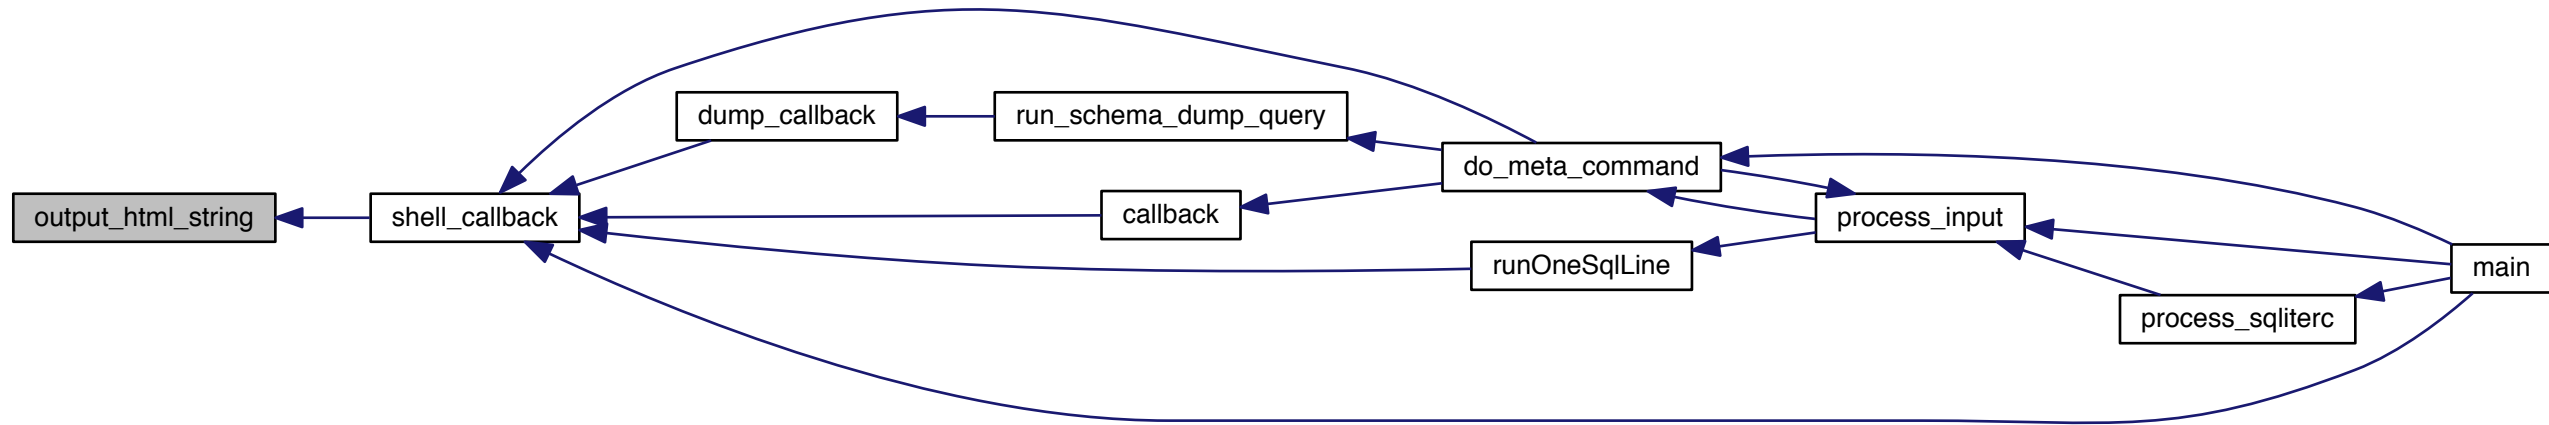 output_html_string
shell_callback
dump_callback
run_schema_dump_query
callback
do_meta_command
runOneSqlLine
process_input
process_sqliterc
main